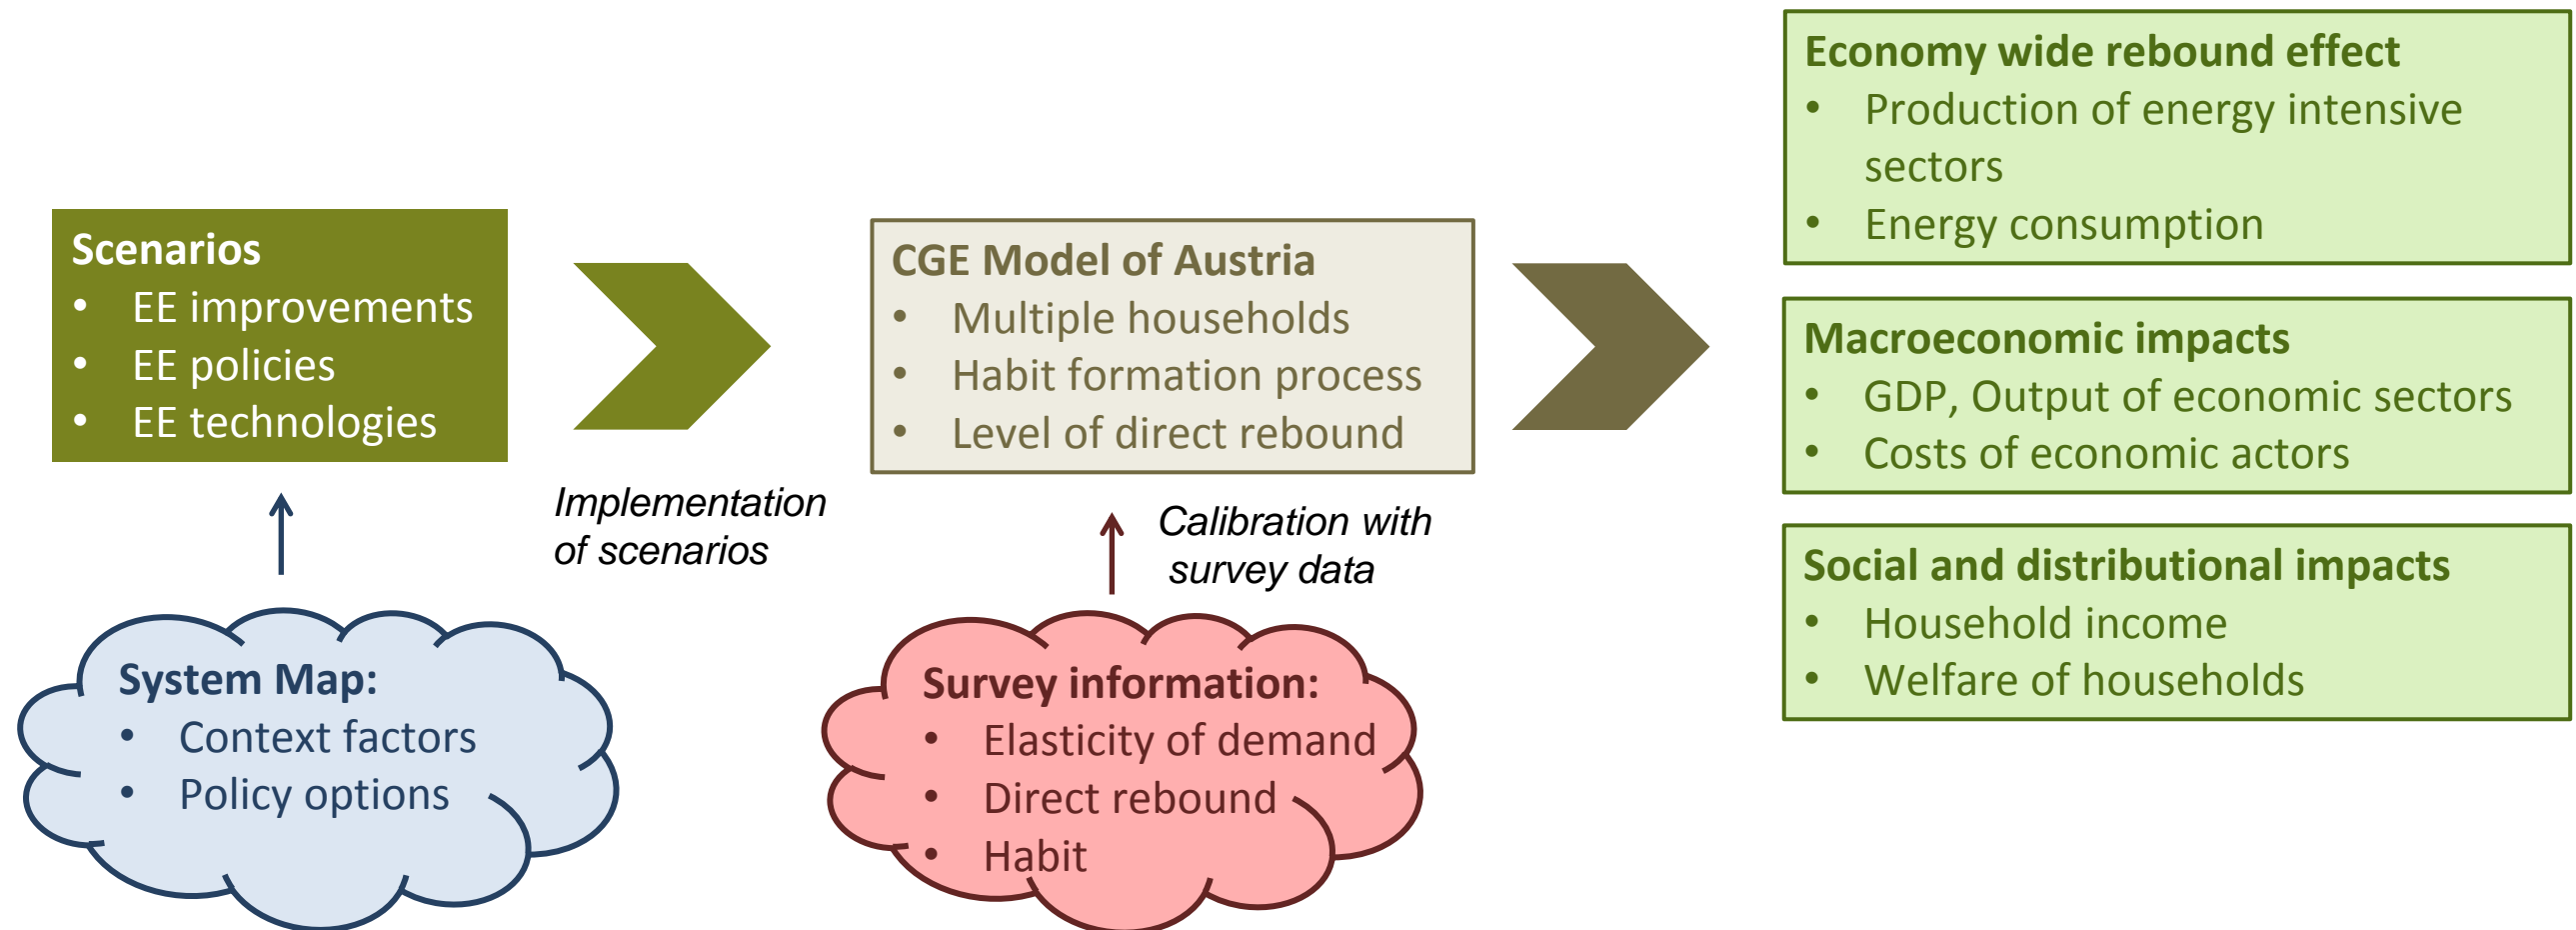 Scenarios
• EE improvements
• EE policies
• EE technologies
Implementation
of scenarios
System Map:
• Context factors
• Policy options
CGE Model of Austria
• Multiple households
• Habit formation process
• Level of direct rebound
Calibration with
survey data
Survey information:
• Elasticity of demand
• Direct rebound
• Habit
Economy wide rebound effect
• Production of energy intensive
sectors
• Energy consumption
Macroeconomic impacts
• GDP, Output of economic sectors
• Costs of economic actors
Social and distributional impacts
• Household income
• Welfare of households